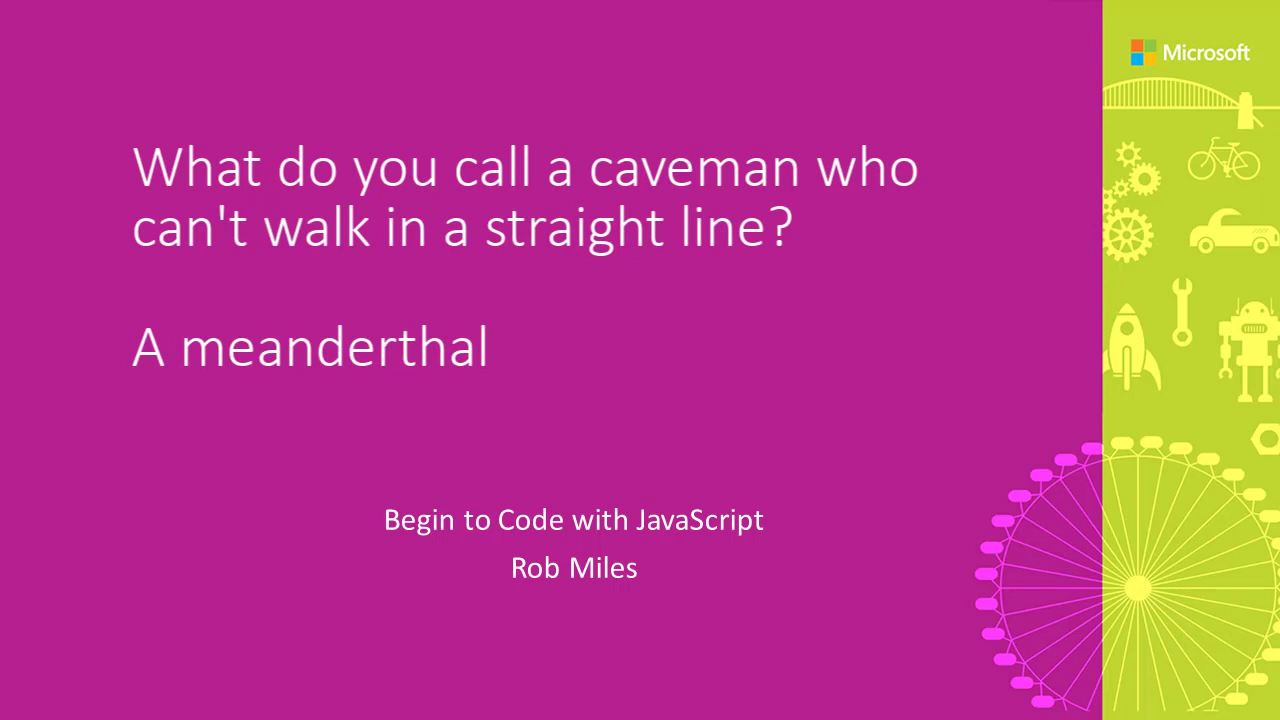 Microsoft
What do you call a caveman who
can't walk in a straight line?
A meanderthal
Begin to Code with JavaScript
Rob Miles